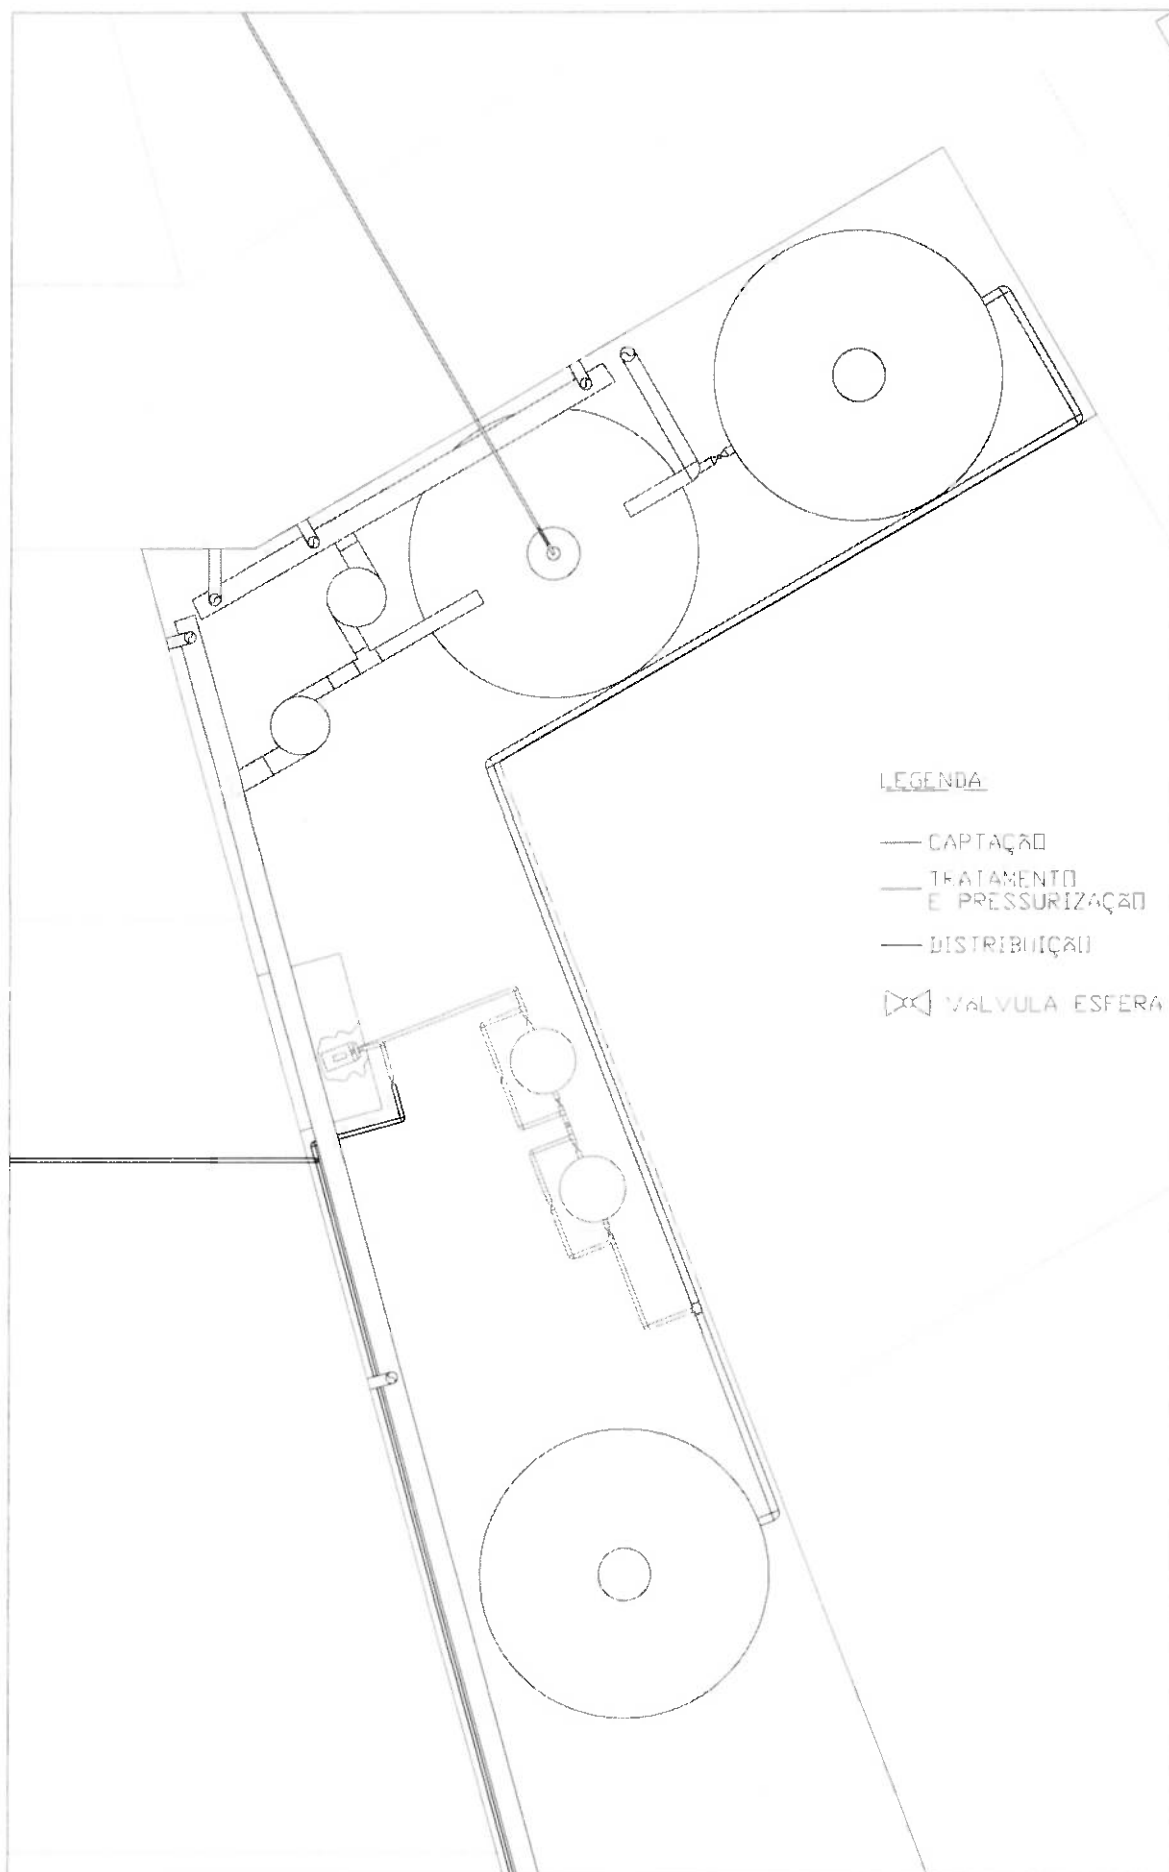 LEGENDA
CAPTAÇÃO
TRATAMENTO
E PRESSURIZAÇÃO
DISTRIBUIÇÃO
VALVULA ESFERA